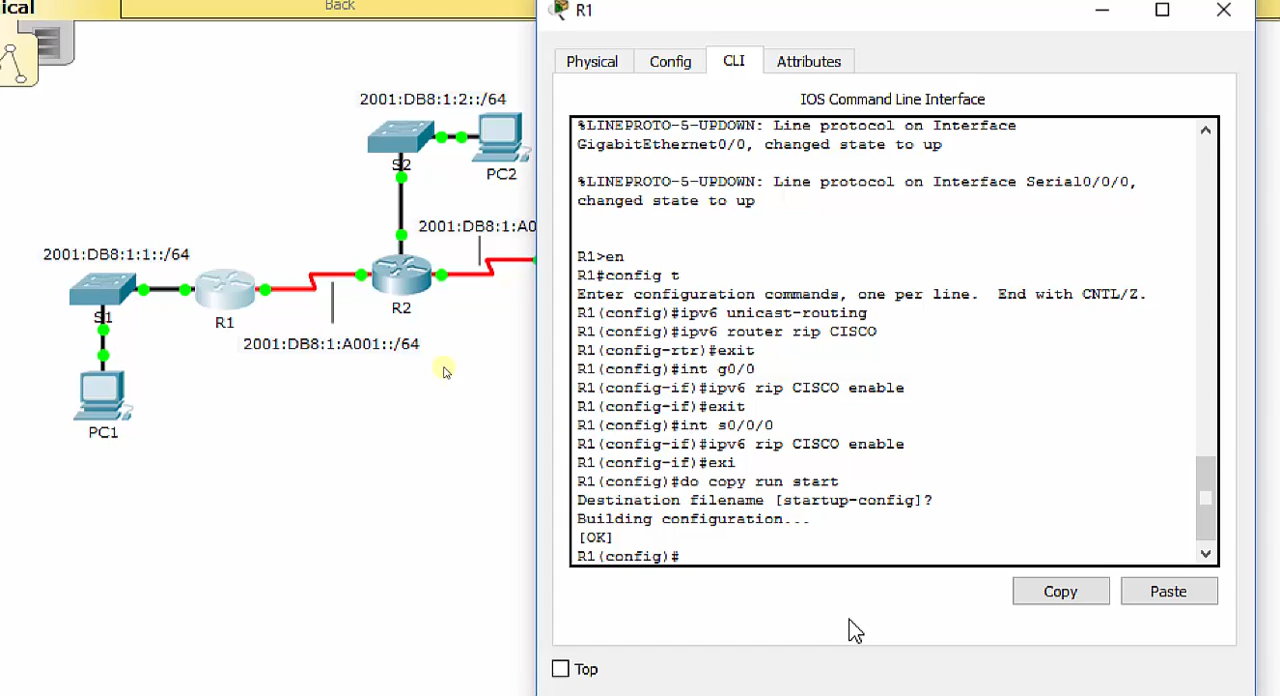 ical
Back
R1
Physical
Config
CLI
Attributes
IOS Command Line Interface
%LINEPROTO-5-UPDOWN: Line protocol on Interface
GigabitEthernet0/0, changed state to up
%LINEPROTO-5-UPDOWN: Line protocol on Interface Serial0/0/0,
changed state to up
R1>en
R1#config t
Enter configuration commands, one per line.  End with CNTL/Z.
R1(config)#ipv6 unicast-routing
R1(config)#ipv6 router rip CISCO
R1(config-rtr)#exit
R1(config)#int g0/0
R1(config-if)#ipv6 rip CISCO enable
R1(config-if)#exit
R1(config)#int s0/0/0
R1(config-if)#ipv6 rip CISCO enable
R1(config-if)#exi
R1(config)#do copy run start
Destination filename [startup-config]?
Building configuration...
[OK]
R1(config)#
Copy
Paste
Top
2001:DB8:1:2::/64
S2
PC2
2001:DB8:1:A0
2001:DB8:1:1::/64
S1
R1
R2
2001:DB8:1:A001::/64
PC1